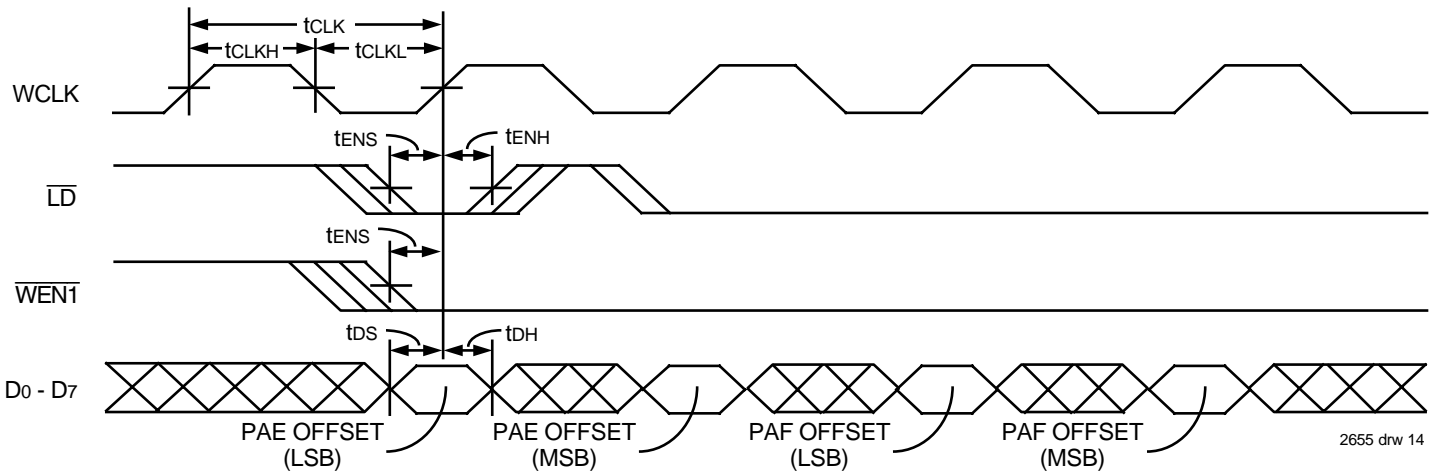 tCLK
tCLKH tCLKL
WCLK
tENS tENH
LD
tENS
WEN1
tDS tDH
D0 - D7
PAE OFFSET (LSB)
PAE OFFSET (MSB)
PAF OFFSET (LSB)
PAF OFFSET (MSB)
2655 drw 14